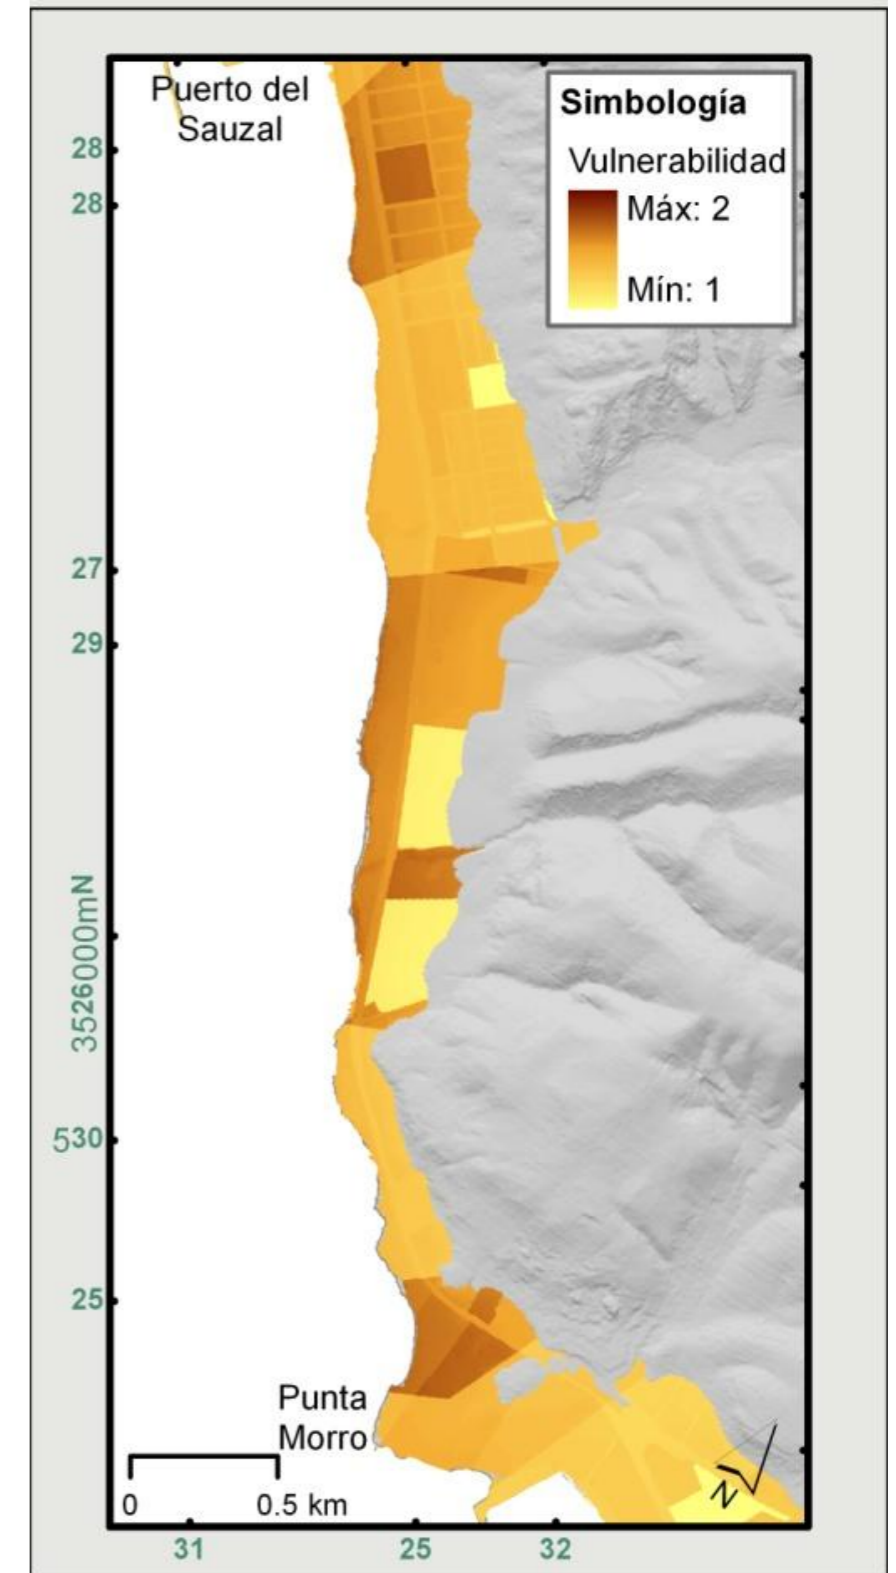 Puerto del
Sauzal
Simbología
Vulnerabilidad
Máx: 2
Mín: 1
28
28
27
29
3526000mN
530
25
Punta
Morro
0 0.5 km
N
31 25 32